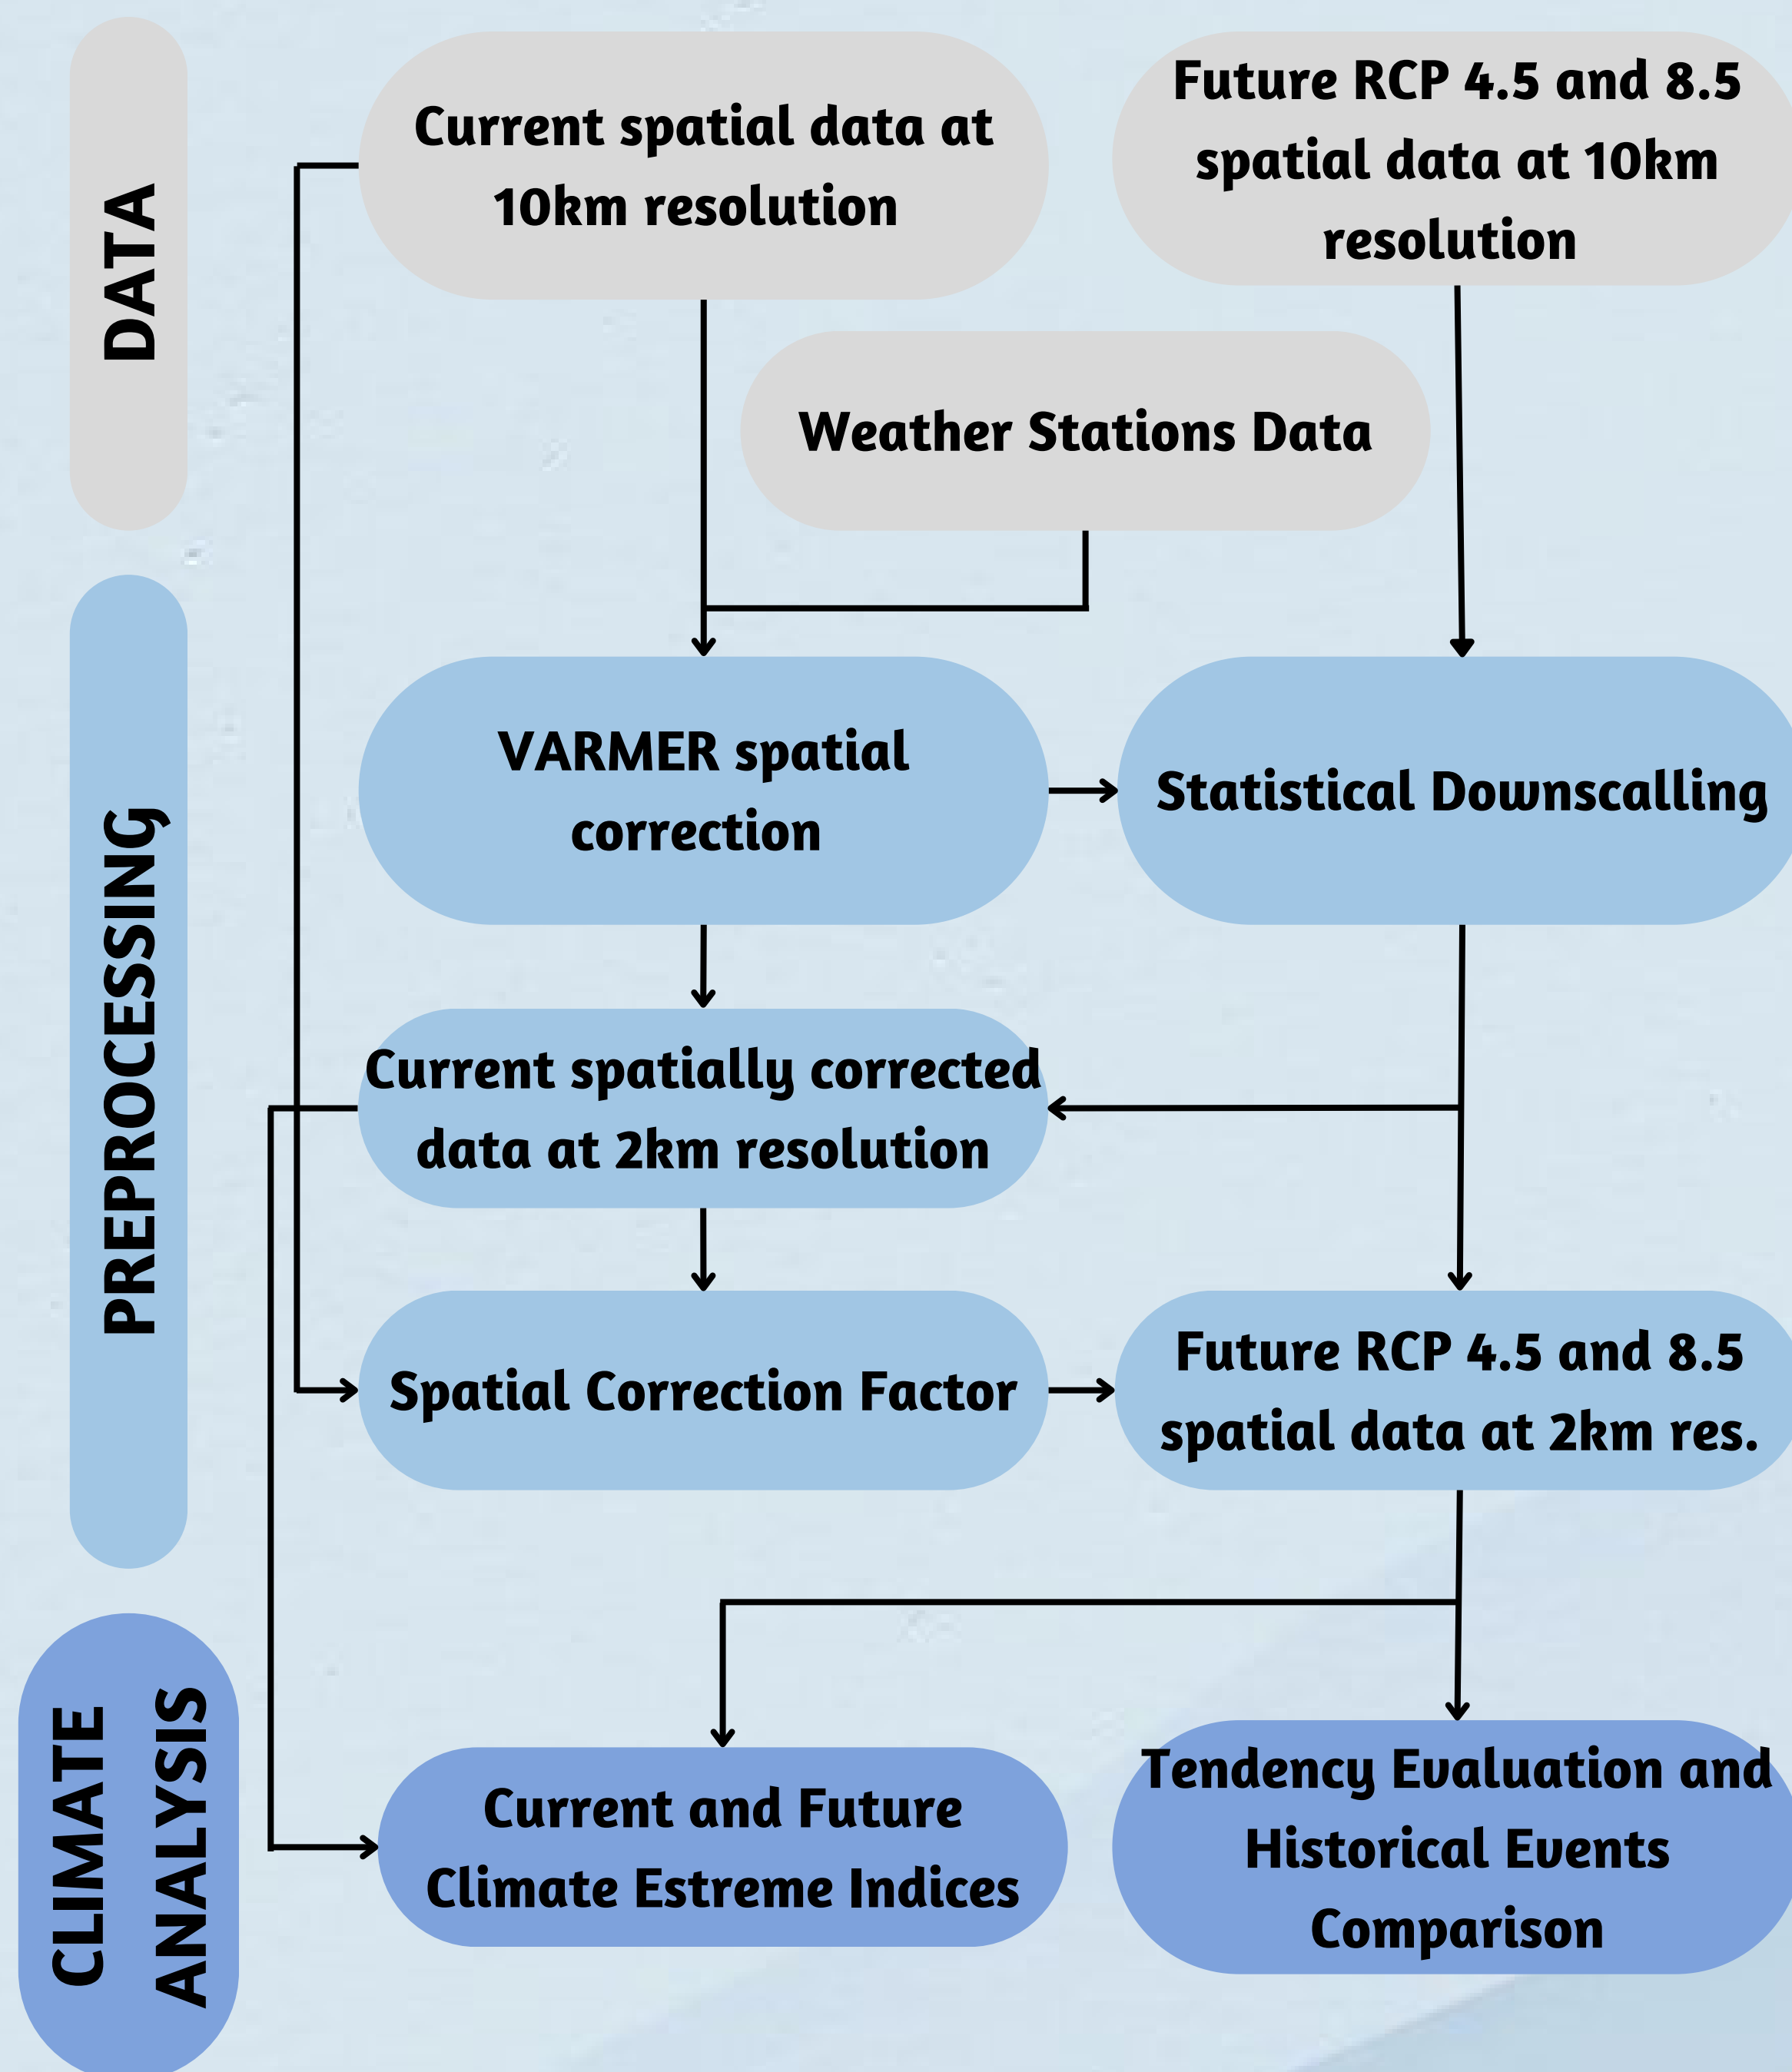 DATA
Current spatial data at
10km resolution
Future RCP 4.5 and 8.5
spatial data at 10km
resolution
Weather Stations Data
PREPROCESSING
VARMER spatial
correction
Statistical Downscalling
Current spatially corrected
data at 2km resolution
Spatial Correction Factor
Future RCP 4.5 and 8.5
spatial data at 2km res.
CLIMATE
ANALYSIS
Current and Future
Climate Estreme Indices
Tendency Evaluation and
Historical Events
Comparison